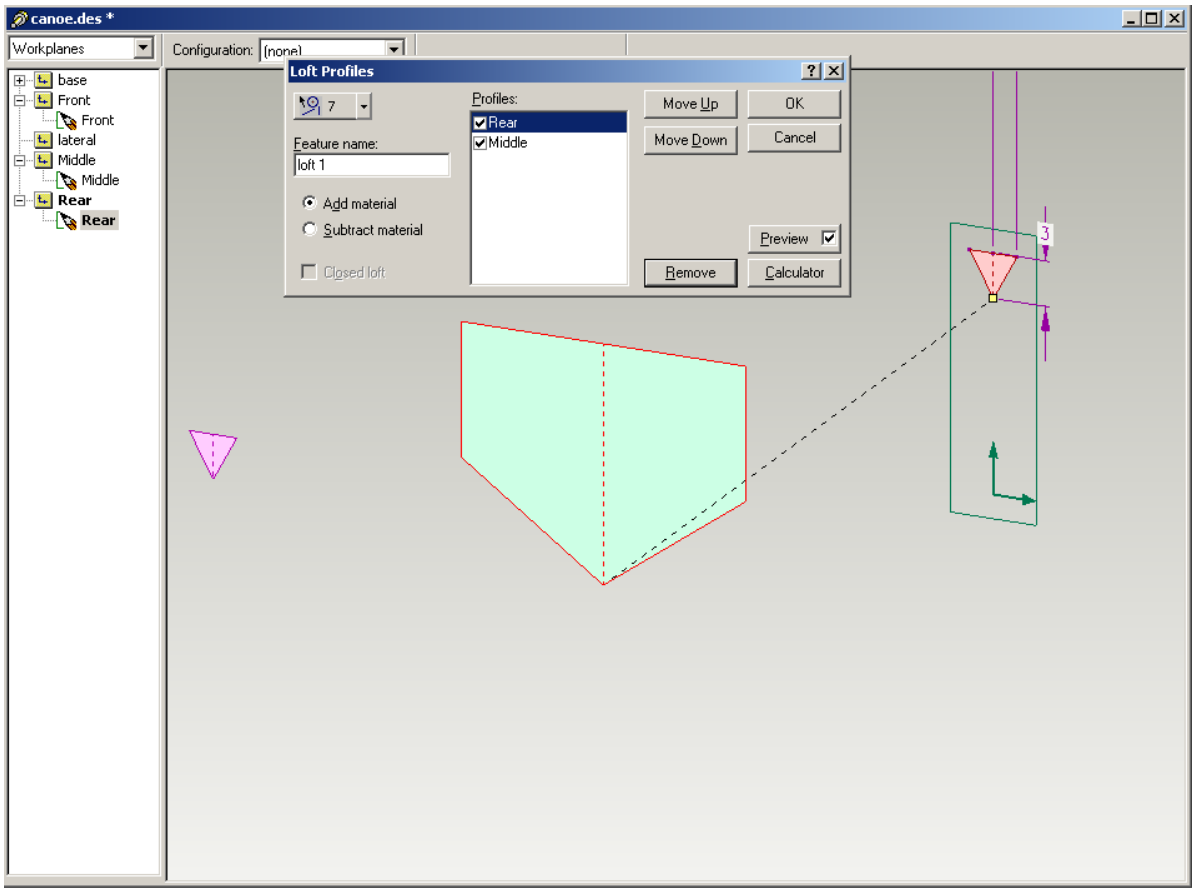 canoe.des *
Workplanes
Configuration: (none)
base
Front
Front
lateral
Middle
Middle
Rear
Rear
Loft Profiles
7
Feature name:
loft 1
Add material
Subtract material
Closed loft
Profiles:
Rear
Middle
Move Up
OK
Move Down
Cancel
Preview
Remove
Calculator
3